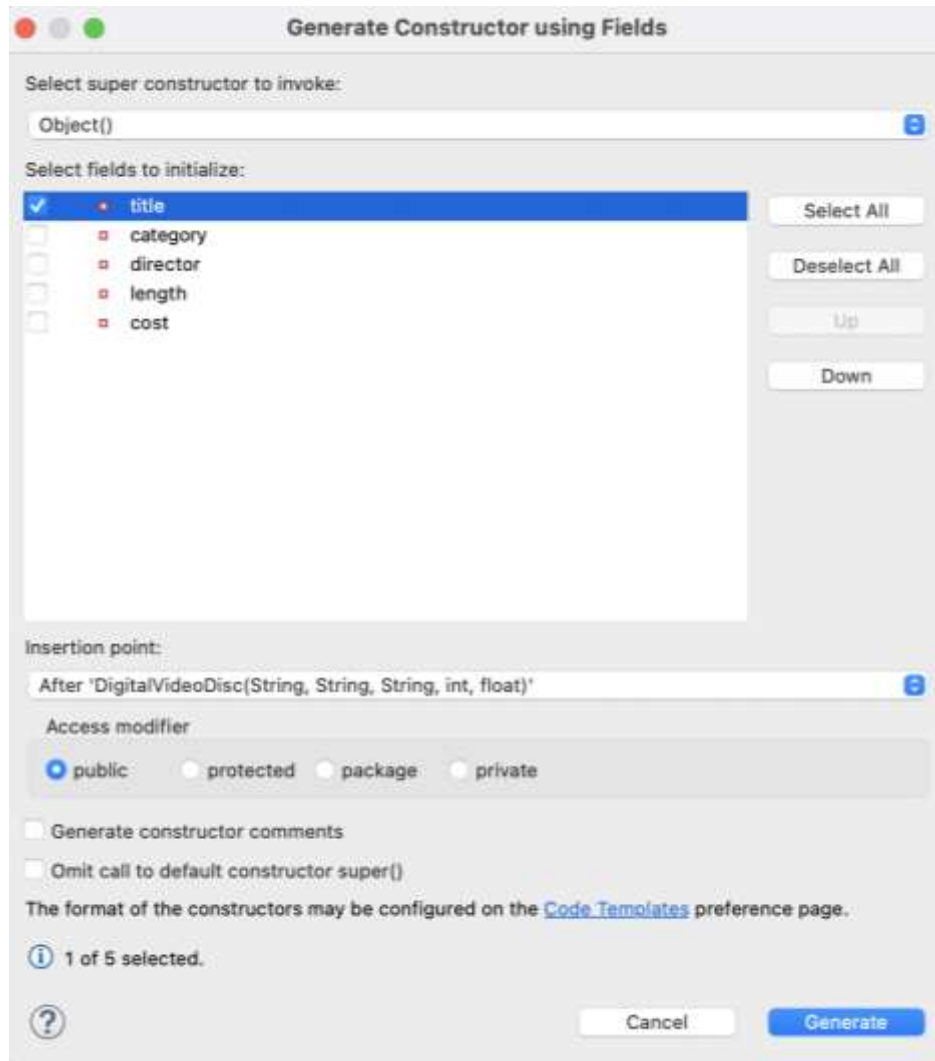 Generate Constructor using Fields
Select super constructor to invoke:
Object()
Select fields to initialize:
title
Select All
category
director
Deselect All
length
Up
cost
Down
Insertion point:
After 'DigitalVideoDisc(String, String, String, int, float)'
Access modifier
public protected package private
Generate constructor comments
Omit call to default constructor super()
The format of the constructors may be configured on the Code Templates preference page.
1 of 5 selected.
? Cancel Generate